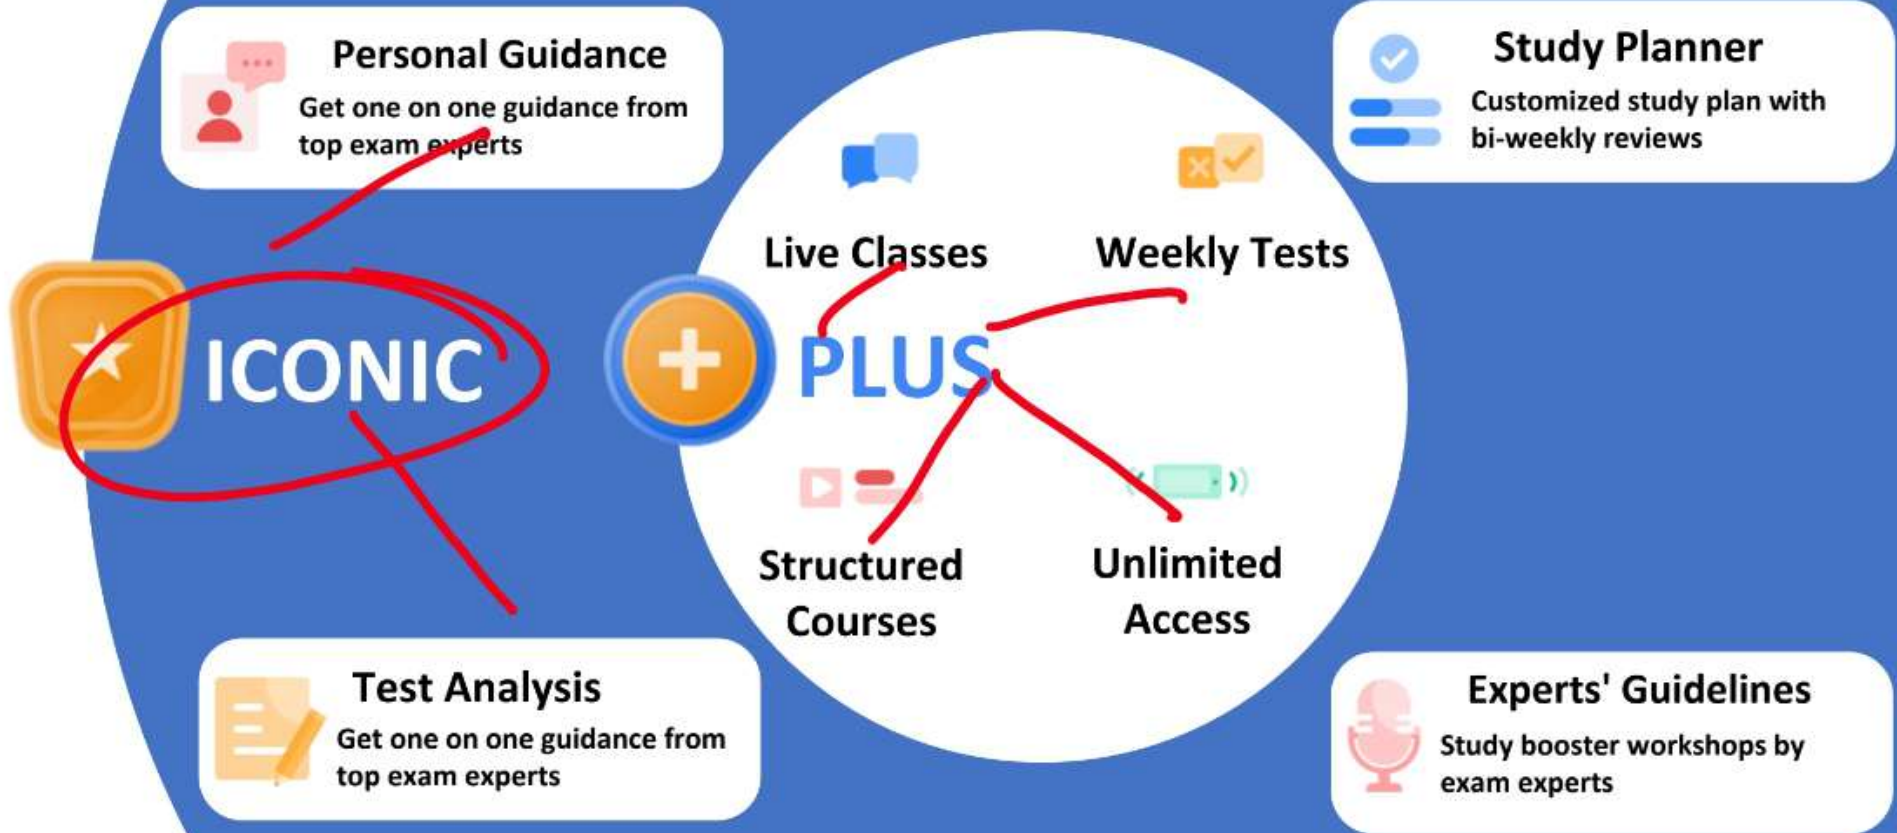 Personal Guidance
Get one on one guidance from
top exam experts
Study Planner
Customized study plan with
bi-weekly reviews
Live Classes
Weekly Tests
ICONIC
PLUS
Structured
Courses
Unlimited
Access
Test Analysis
Get one on one guidance from
top exam experts
Experts' Guidelines
Study booster workshops by
exam experts